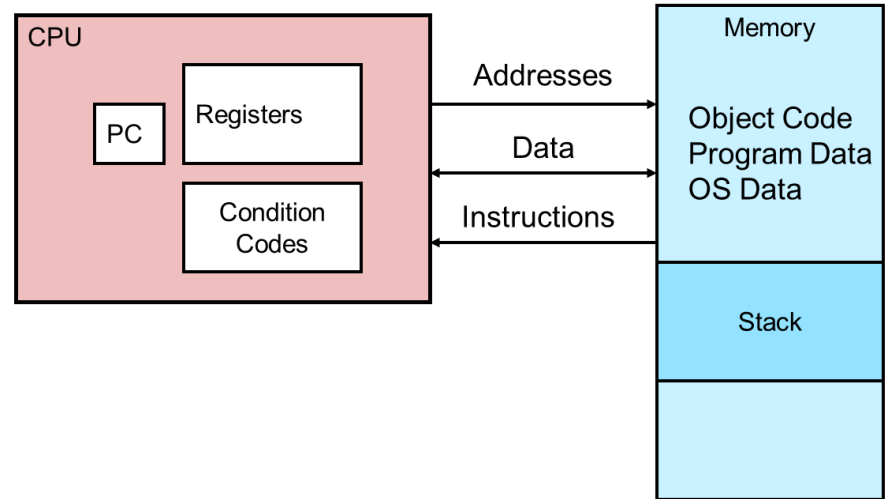 CPU
PC
Registers
Condition
Codes
Addresses
Data
Instructions
Memory
Object Code
Program Data
OS Data
Stack